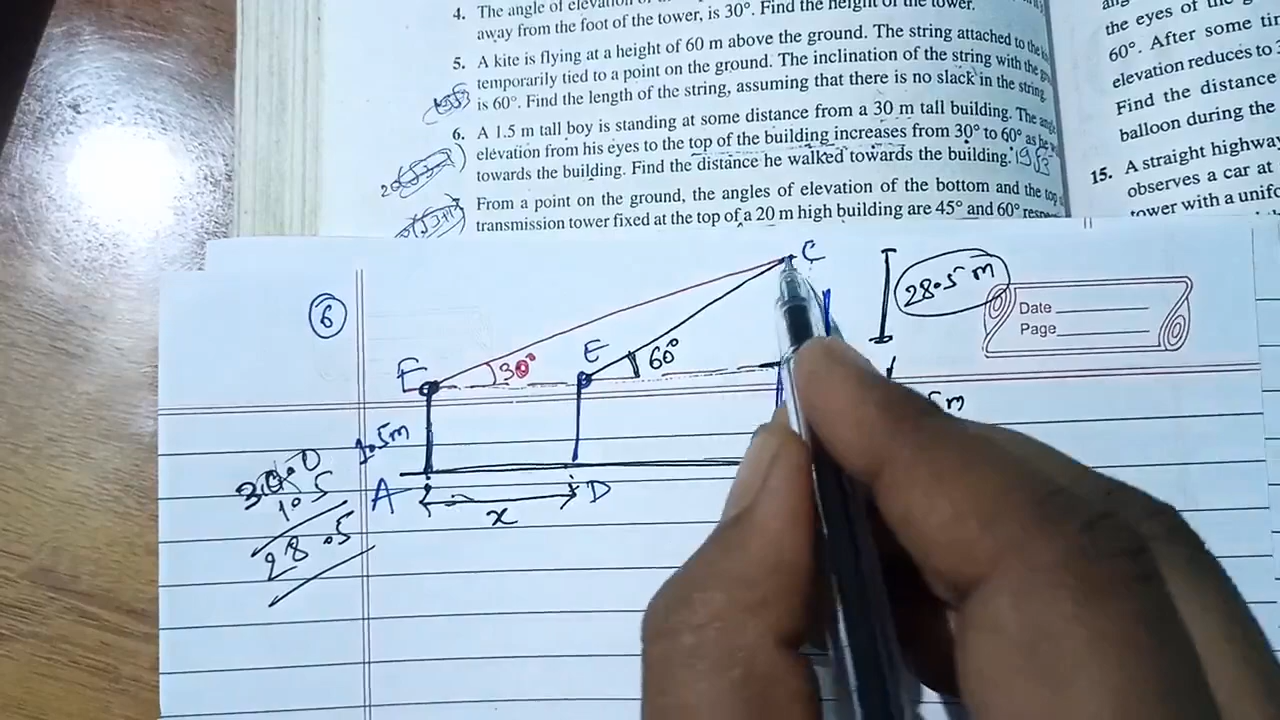 4. The angle of elevation of
away from the foot of the tower, is 30°. Find the height of the tower.
5. A kite is flying at a height of 60 m above the ground. The string attached to the
temporarily tied to a point on the ground. The inclination of the string with the
is 60°. Find the length of the string, assuming that there is no slack in the string.
6. A 1.5 m tall boy is standing at some distance from a 30 m tall building. The
elevation from his eyes to the top of the building increases from 30° to 60° as he
towards the building. Find the distance he walked towards the building. 19√3
From a point on the ground, the angles of elevation of the bottom and the top
transmission tower fixed at the top of a 20 m high building are 45° and 60°
the eyes of the
60°. After some
elevation reduces to
Find the distance
balloon during the
15. A straight
observes a car at
tower with a
6
C
28.5 m
Date
Page
E
60°
F
30°
.5m
5m
30.0
1.5
28.5
A
x
D